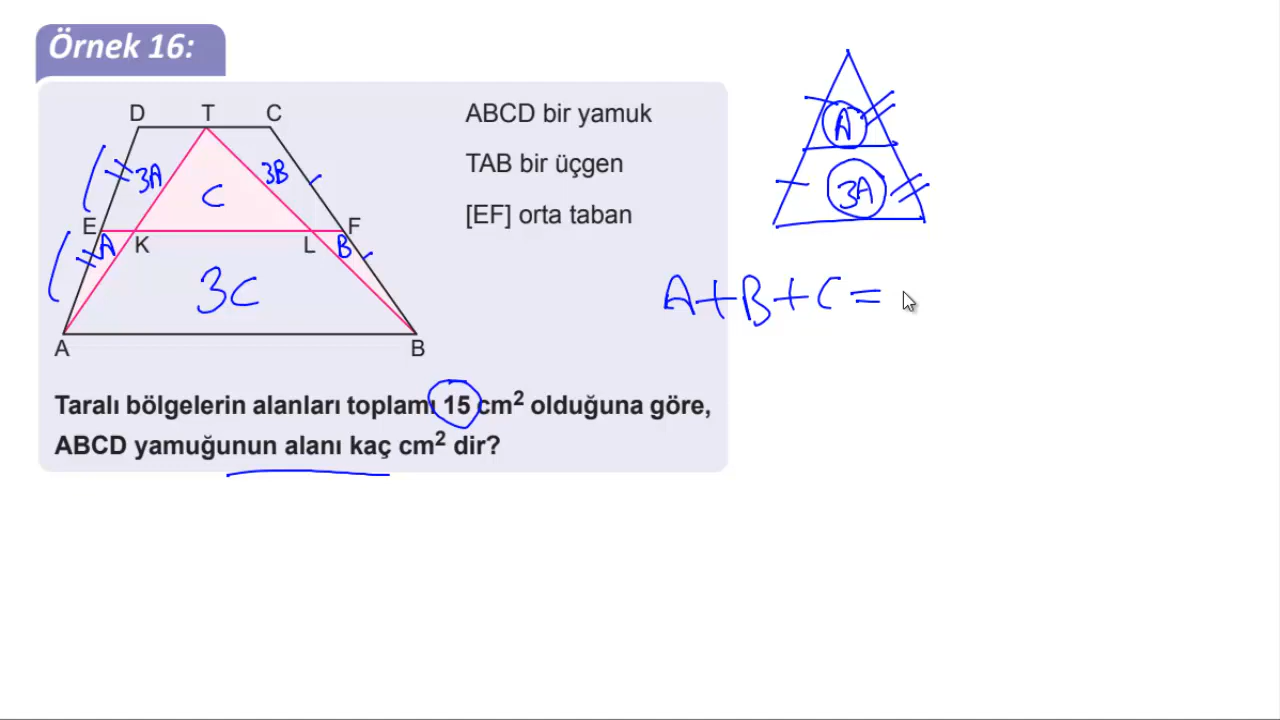 Örnek 16:
D T C
3A C 3B
E A K L B F
3C
A B
ABCD bir yamuk
TAB bir üçgen
[EF] orta taban
A
3A
A+B+C=
Taralı bölgelerin alanları toplamı 15 cm² olduğuna göre,
ABCD yamuğunun alanı kaç cm² dir?